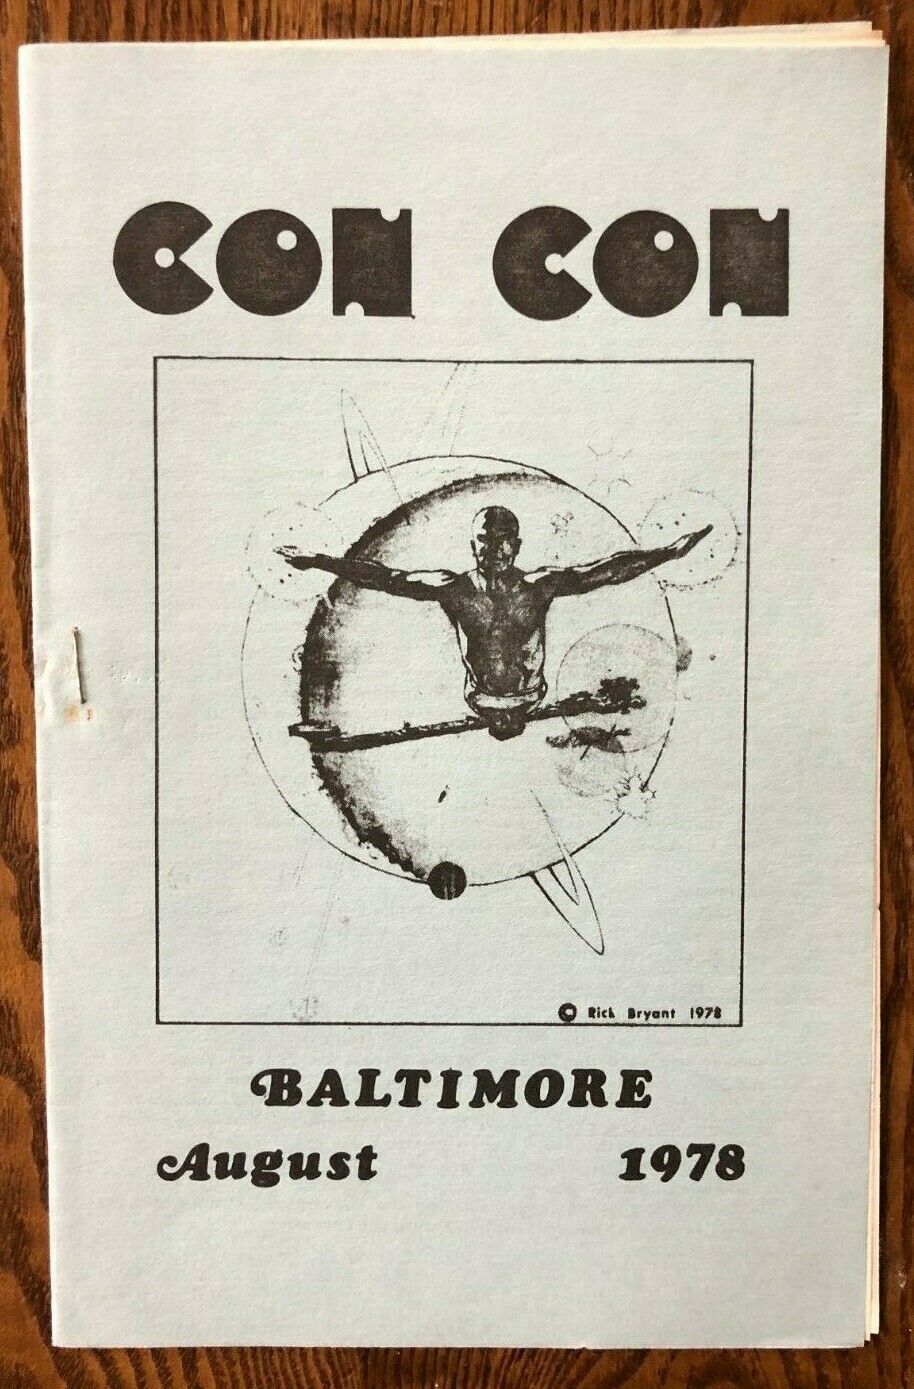 CON CON
© Rick Bryant 1978
BALTIMORE
August 1978